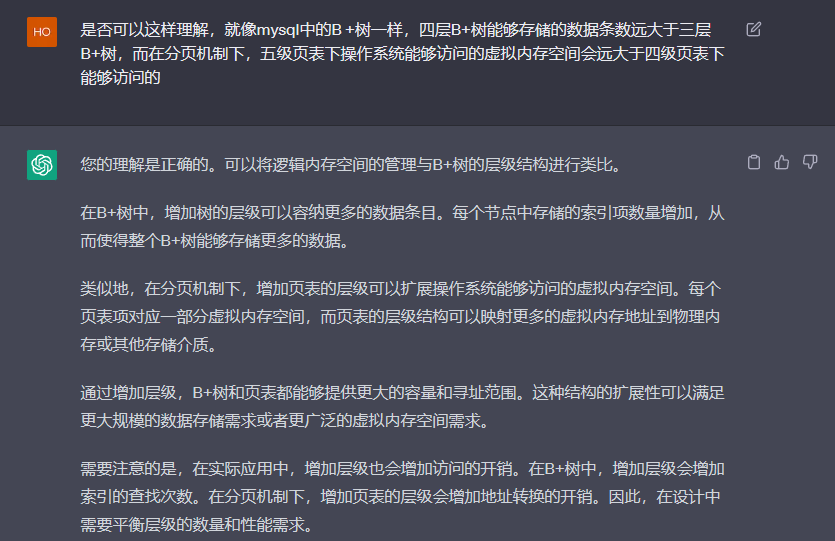 HO
是否可以这样理解，就像mysql中的B +树一样，四层B+树能够存储的数据条数远大于三层
B+树，而在分页机制下，五级页表下操作系统能够访问的虚拟内存空间会远大于四级页表下
能够访问的
您的理解是正确的。可以将逻辑内存空间的管理与B+树的层级结构进行类比。
在B+树中，增加树的层级可以容纳更多的数据条目。每个节点中存储的索引项数量增加，从
而使得整个B+树能够存储更多的数据。
类似地，在分页机制下，增加页表的层级可以扩展操作系统能够访问的虚拟内存空间。每个
页表项对应一部分虚拟内存空间，而页表的层级结构可以映射更多的虚拟内存地址到物理内
存或其他存储介质。
通过增加层级，B+树和页表都能够提供更大的容量和寻址范围。这种结构的扩展性可以满足
更大规模的数据存储需求或者更广泛的虚拟内存空间需求。
需要注意的是，在实际应用中，增加层级也会增加访问的开销。在B+树中，增加层级会增加
索引的查找次数。在分页机制下，增加页表的层级会增加地址转换的开销。因此，在设计中
需要平衡层级的数量和性能需求。